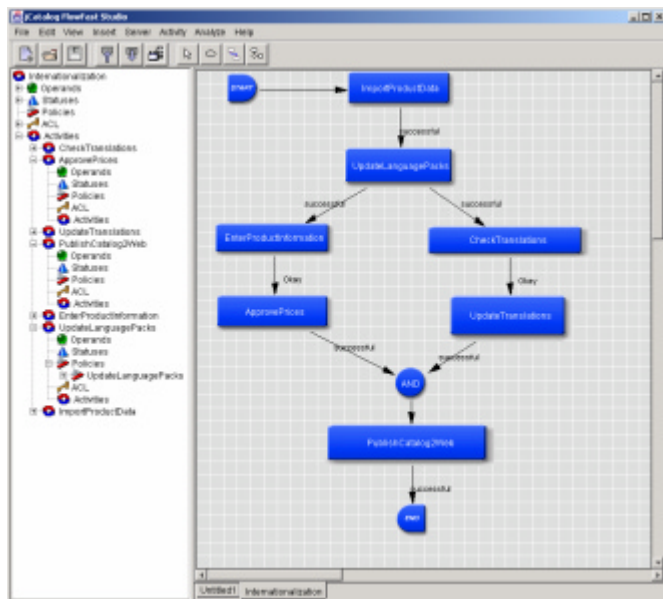 jCatalog FlowFast Studio
File Edit View Insert Server Activity Analyze Help
Internationalization
Operands
Statuses
Policies
ACL
Activities
CheckTranslations
ApprovePrices
Operands
Statuses
Policies
ACL
Activities
UpdateTranslations
PublishCatalog2Web
Operands
Statuses
Policies
ACL
Activities
EnterProductInformation
UpdateLanguagePacks
Operands
Statuses
Policies
UpdateLanguagePacks
ACL
Activities
ImportProductData
START
ImportProductData
successful
UpdateLanguagePacks
successful
successful
EnterProductInformation
CheckTranslations
Okay
Okay
ApprovePrices
UpdateTranslations
successful
successful
AND
PublishCatalog2Web
successful
END
Untitled1
Internationalization